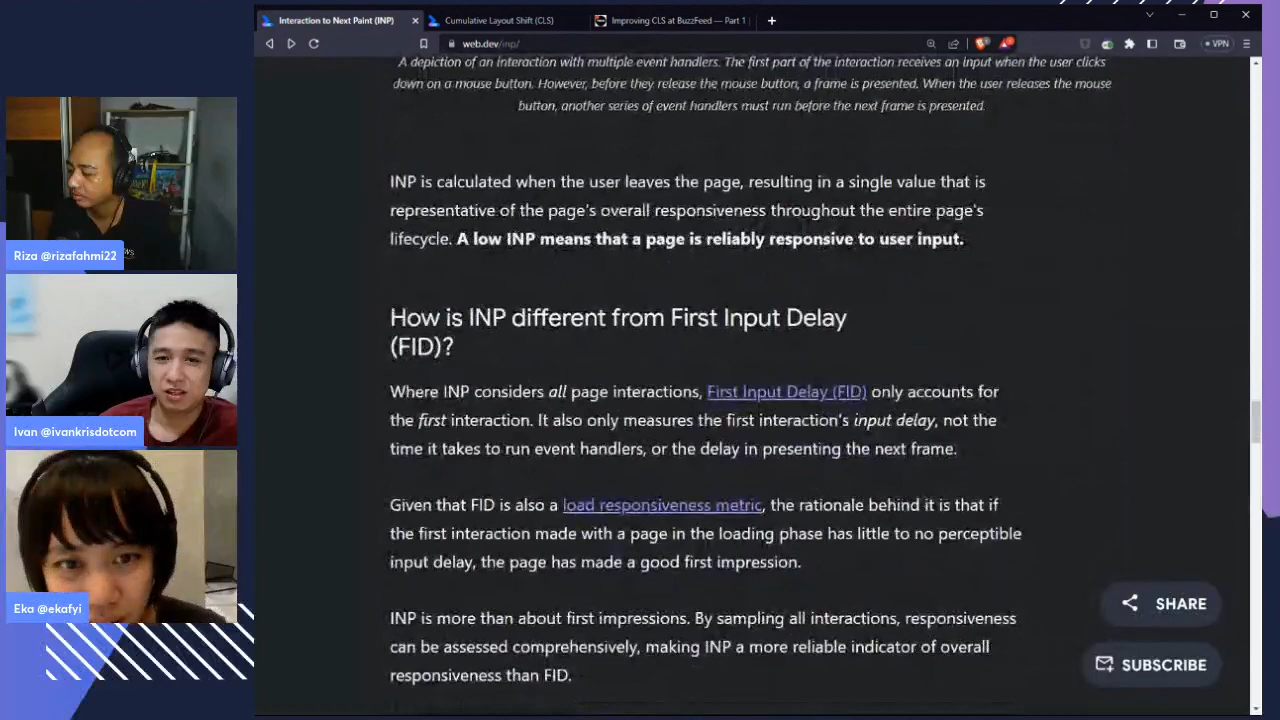 Interaction to Next Paint (INP)
Cumulative Layout Shift (CLS)
Improving CLS at BuzzFeed — Part 1
web.dev/inp/
VPN
A depiction of an interaction with multiple event handlers. The first part of the interaction receives an input when the user clicks
down on a mouse button. However, before they release the mouse button, a frame is presented. When the user releases the mouse
button, another series of event handlers must run before the next frame is presented.
INP is calculated when the user leaves the page, resulting in a single value that is
representative of the page's overall responsiveness throughout the entire page's
lifecycle. A low INP means that a page is reliably responsive to user input.
How is INP different from First Input Delay
(FID)?
Where INP considers all page interactions, First Input Delay (FID) only accounts for
the first interaction. It also only measures the first interaction's input delay, not the
time it takes to run event handlers, or the delay in presenting the next frame.
Given that FID is also a load responsiveness metric, the rationale behind it is that if
the first interaction made with a page in the loading phase has little to no perceptible
input delay, the page has made a good first impression.
INP is more than about first impressions. By sampling all interactions, responsiveness
can be assessed comprehensively, making INP a more reliable indicator of overall
responsiveness than FID.
SHARE
SUBSCRIBE
Riza @rizafahmi22
Ivan @ivankrisdotcom
Eka @ekafyi